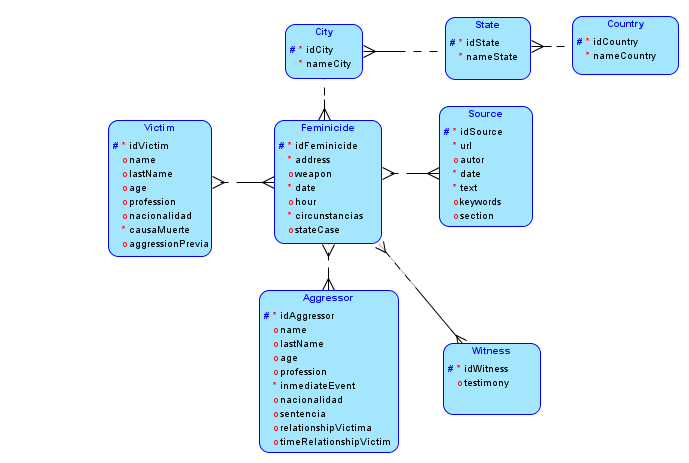 City
# * idCity
* nameCity
State
# * idState
* nameState
Country
# * idCountry
* nameCountry
Victim
# * idVictim
o name
o lastName
o age
o profession
o nacionalidad
* causaMuerte
o aggressionPrevia
Feminicide
# * idFeminicide
* address
o weapon
* date
o hour
* circunstancias
o stateCase
Source
# * idSource
* url
o autor
* date
* text
o keywords
o section
Aggressor
# * idAggressor
o name
o lastName
o age
o profession
* inmediateEvent
o nacionalidad
o sentencia
o relationshipVictima
o timeRelationshipVictim
Witness
# * idWitness
o testimony